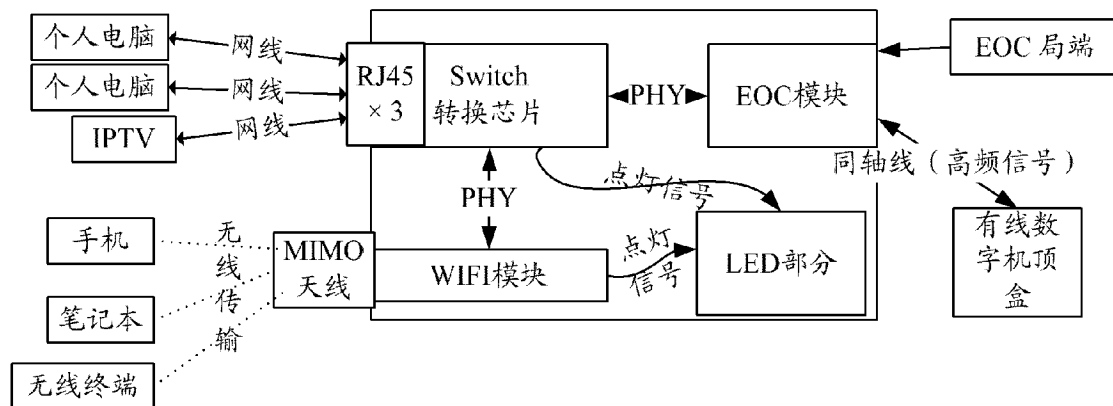 个人电脑
网线
个人电脑
网线
IPTV
网线
RJ45
× 3
Switch
转换芯片
PHY
EOC模块
EOC 局端
同轴线（高频信号）
PHY
点灯信号
手机
笔记本
无线终端
无线传输
MIMO
天线
WIFI模块
点灯
信号
LED部分
有线数
字机顶
盒